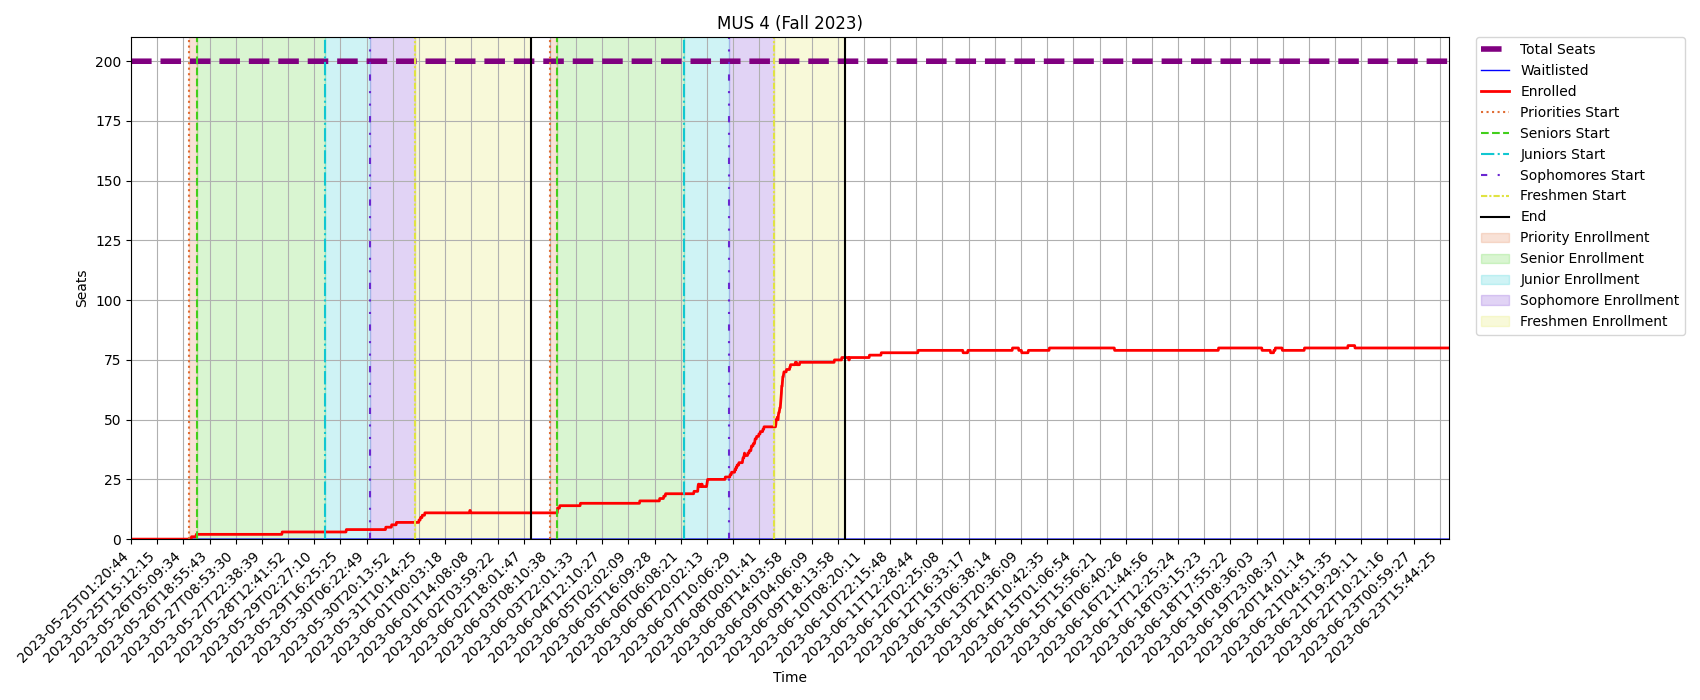 MUS 4 (Fall 2023)
Seats
200
175
150
125
100
75
50
25
0
2023-05-25T01:20:44
2023-05-25T15:12:15
2023-05-26T05:09:34
2023-05-26T18:55:43
2023-05-27T08:53:30
2023-05-27T22:38:39
2023-05-28T12:41:52
2023-05-29T02:27:10
2023-05-29T16:25:25
2023-05-30T06:22:49
2023-05-30T20:13:52
2023-05-31T10:14:25
2023-06-01T00:03:18
2023-06-01T14:08:08
2023-06-02T03:59:22
2023-06-02T18:01:47
2023-06-03T08:10:38
2023-06-03T22:01:33
2023-06-04T12:10:27
2023-06-05T02:02:09
2023-06-05T16:09:28
2023-06-06T06:08:21
2023-06-06T20:02:13
2023-06-07T10:06:29
2023-06-08T00:01:41
2023-06-08T14:03:58
2023-06-09T04:06:09
2023-06-09T18:13:58
2023-06-10T08:20:11
2023-06-10T22:15:48
2023-06-11T12:28:44
2023-06-12T02:25:08
2023-06-12T16:33:17
2023-06-13T06:38:14
2023-06-13T20:36:09
2023-06-14T10:42:35
2023-06-15T01:06:54
2023-06-15T15:56:21
2023-06-16T06:40:26
2023-06-16T21:44:56
2023-06-17T12:25:24
2023-06-18T03:15:23
2023-06-18T17:55:22
2023-06-19T08:36:03
2023-06-19T23:08:37
2023-06-20T14:01:14
2023-06-21T04:51:35
2023-06-21T19:29:11
2023-06-22T10:21:16
2023-06-23T00:59:27
2023-06-23T15:44:25
Time
Total Seats
Waitlisted
Enrolled
Priorities Start
Seniors Start
Juniors Start
Sophomores Start
Freshmen Start
End
Priority Enrollment
Senior Enrollment
Junior Enrollment
Sophomore Enrollment
Freshmen Enrollment